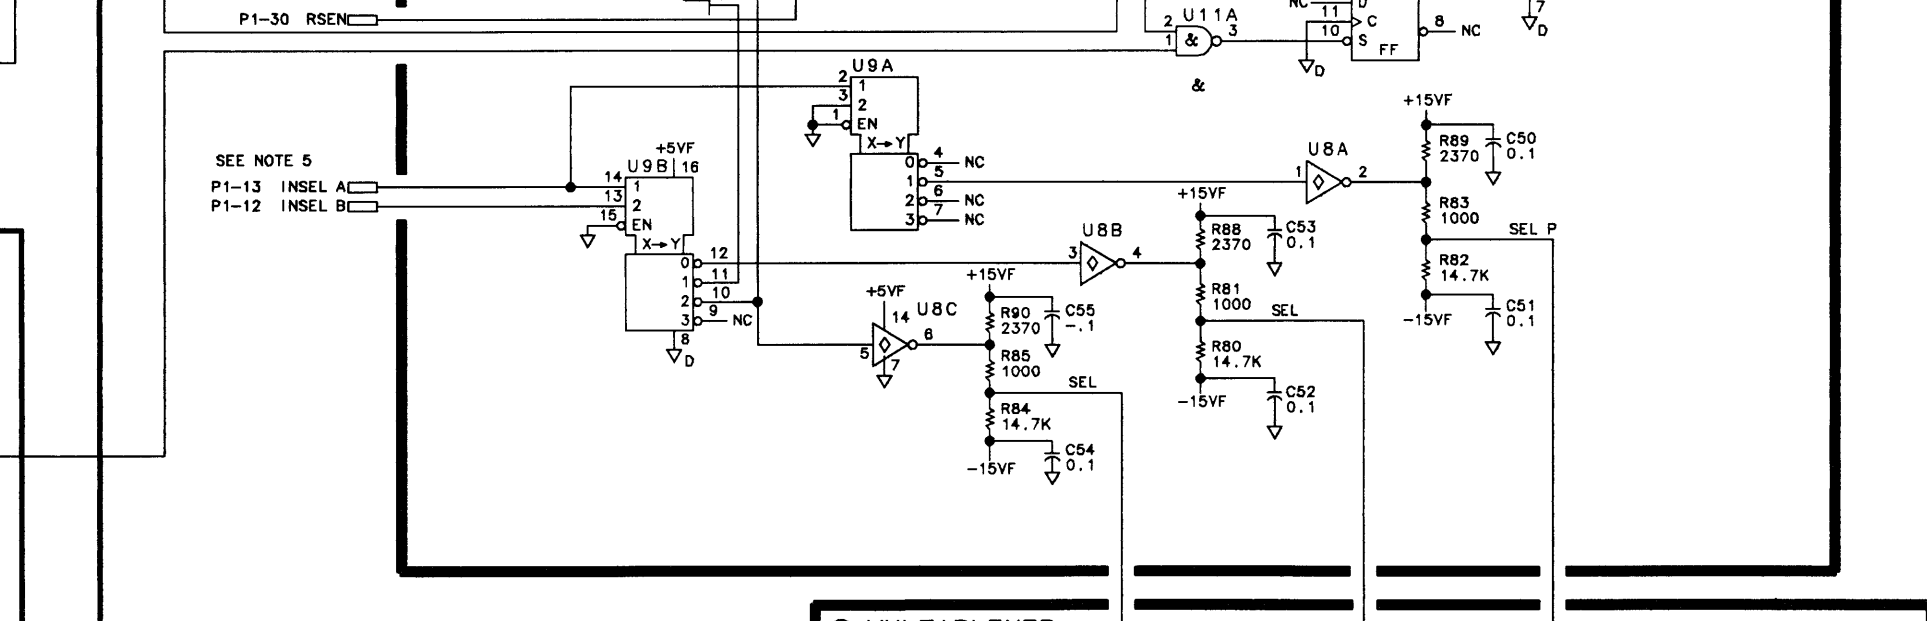 P1-30 RSEN
U11A
2
1
&
3
NC
11
10
C
S
FF
8
NC
D
7
D
&
U9A
2
3
1
1
2
EN
X→Y
0
1
2
3
4
5
6
7
NC
NC
NC
+15VF
R89
2370
C50
0.1
U8A
1
2
R83
1000
SEL P
R82
14.7K
-15VF
C51
0.1
SEE NOTE 5
P1-13 INSEL A
P1-12 INSEL B
+5VF
U9B
16
14
13
15
1
2
EN
X→Y
0
1
2
3
12
11
10
9
NC
8
D
+15VF
R88
2370
C53
0.1
U8B
3
4
R81
1000
SEL
R80
14.7K
-15VF
C52
0.1
+15VF
R90
2370
C55
-.1
+5VF
14
U8C
5
6
7
R85
1000
SEL
R84
14.7K
-15VF
C54
0.1